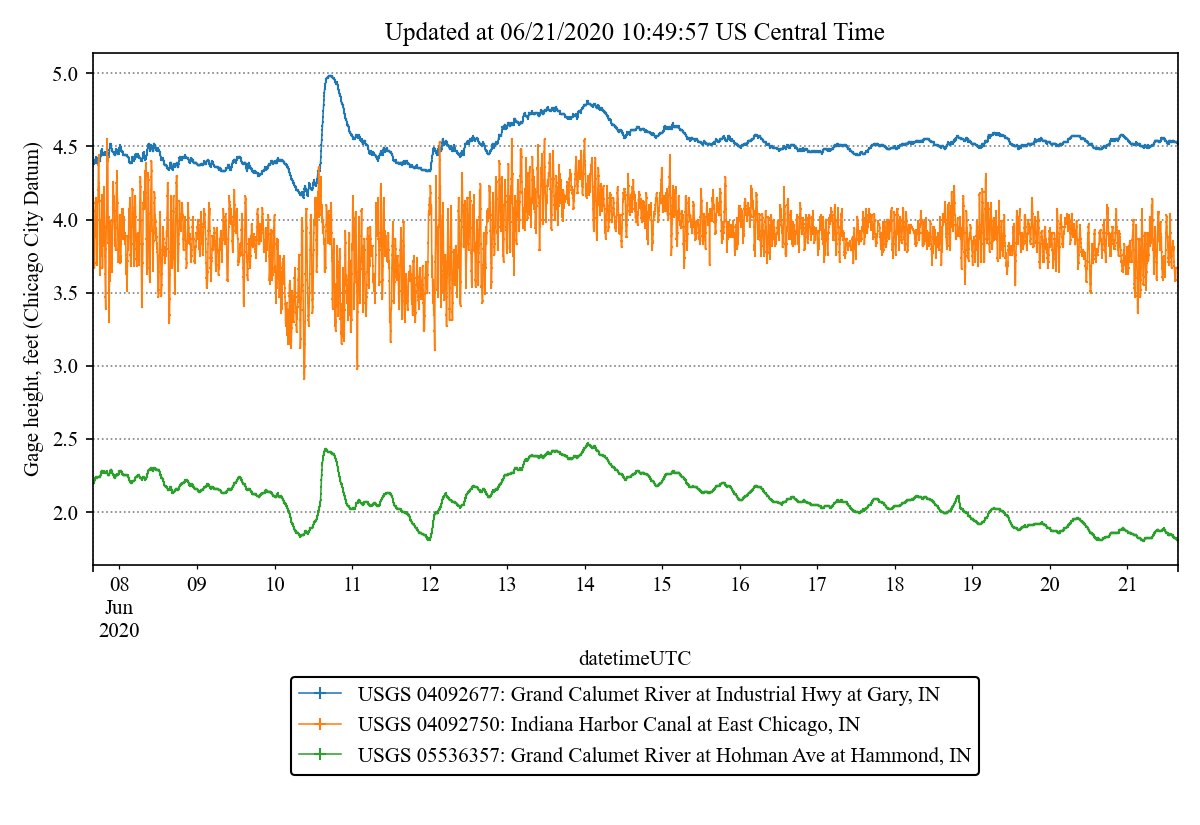 Updated at 06/21/2020 10:49:57 US Central Time
Gage height, feet (Chicago City Datum)
5.0
4.5
4.0
3.5
3.0
2.5
2.0
08 09 10 11 12 13 14 15 16 17 18 19 20 21
Jun
2020
datetimeUTC
USGS 04092677: Grand Calumet River at Industrial Hwy at Gary, IN
USGS 04092750: Indiana Harbor Canal at East Chicago, IN
USGS 05536357: Grand Calumet River at Hohman Ave at Hammond, IN